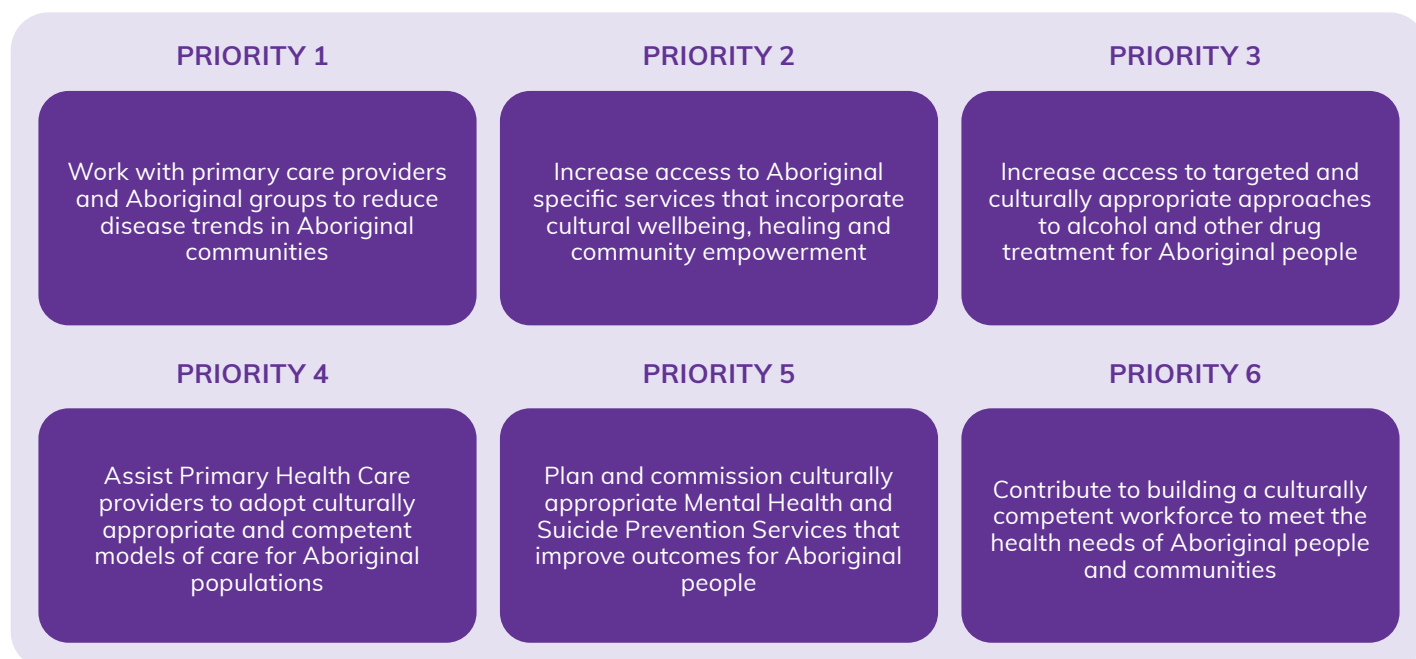 PRIORITY 1
Work with primary care providers
and Aboriginal groups to reduce
disease trends in Aboriginal
communities
PRIORITY 2
Increase access to Aboriginal
specific services that incorporate
cultural wellbeing, healing and
community empowerment
PRIORITY 3
Increase access to targeted and
culturally appropriate approaches
to alcohol and other drug
treatment for Aboriginal people
PRIORITY 4
Assist Primary Health Care
providers to adopt culturally
appropriate and competent
models of care for Aboriginal
populations
PRIORITY 5
Plan and commission culturally
appropriate Mental Health and
Suicide Prevention Services that
improve outcomes for Aboriginal
people
PRIORITY 6
Contribute to building a culturally
competent workforce to meet the
health needs of Aboriginal people
and communities